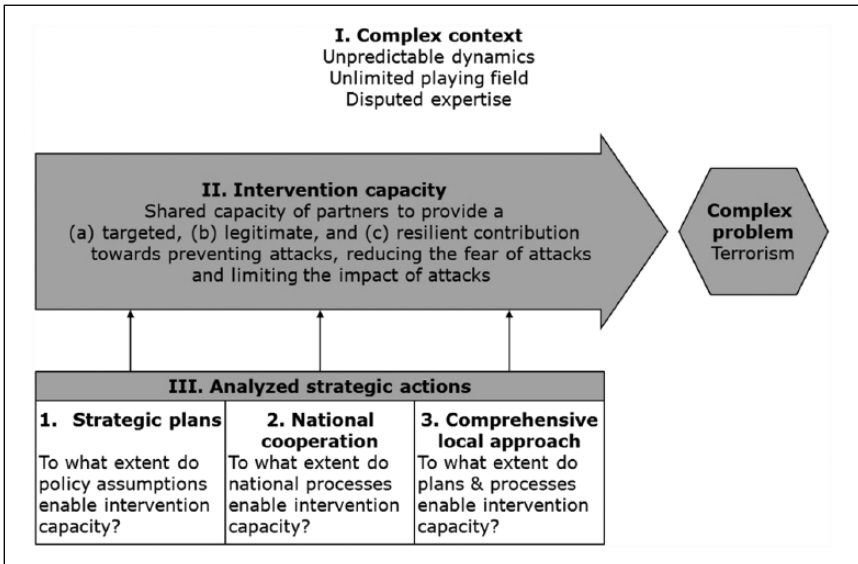 I. Complex context
Unpredictable dynamics
Unlimited playing field
Disputed expertise
II. Intervention capacity
Shared capacity of partners to provide a
(a) targeted, (b) legitimate, and (c) resilient contribution
towards preventing attacks, reducing the fear of attacks
and limiting the impact of attacks
Complex
problem
Terrorism
III. Analyzed strategic actions
1. Strategic plans
To what extent do
policy assumptions
enable intervention
capacity?
2. National
cooperation
To what extent do
national processes
enable intervention
capacity?
3. Comprehensive
local approach
To what extent do
plans & processes
enable intervention
capacity?